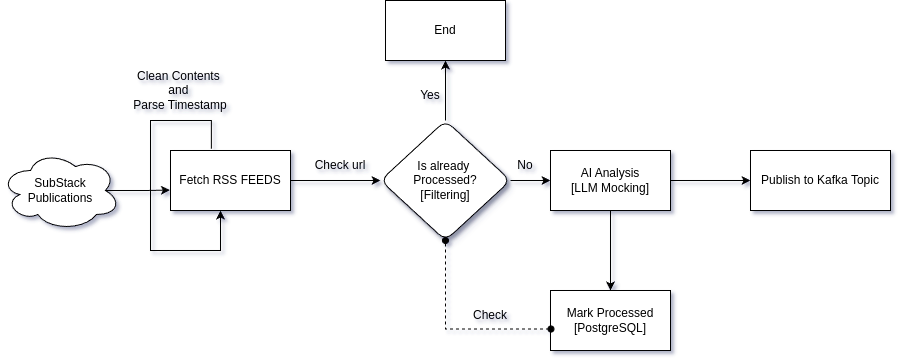 End
Clean Contents
and
Parse Timestamp
Yes
SubStack
Publications
Fetch RSS FEEDS
Check url
Is already
Processed?
[Filtering]
No
AI Analysis
[LLM Mocking]
Publish to Kafka Topic
Check
Mark Processed
[PostgreSQL]